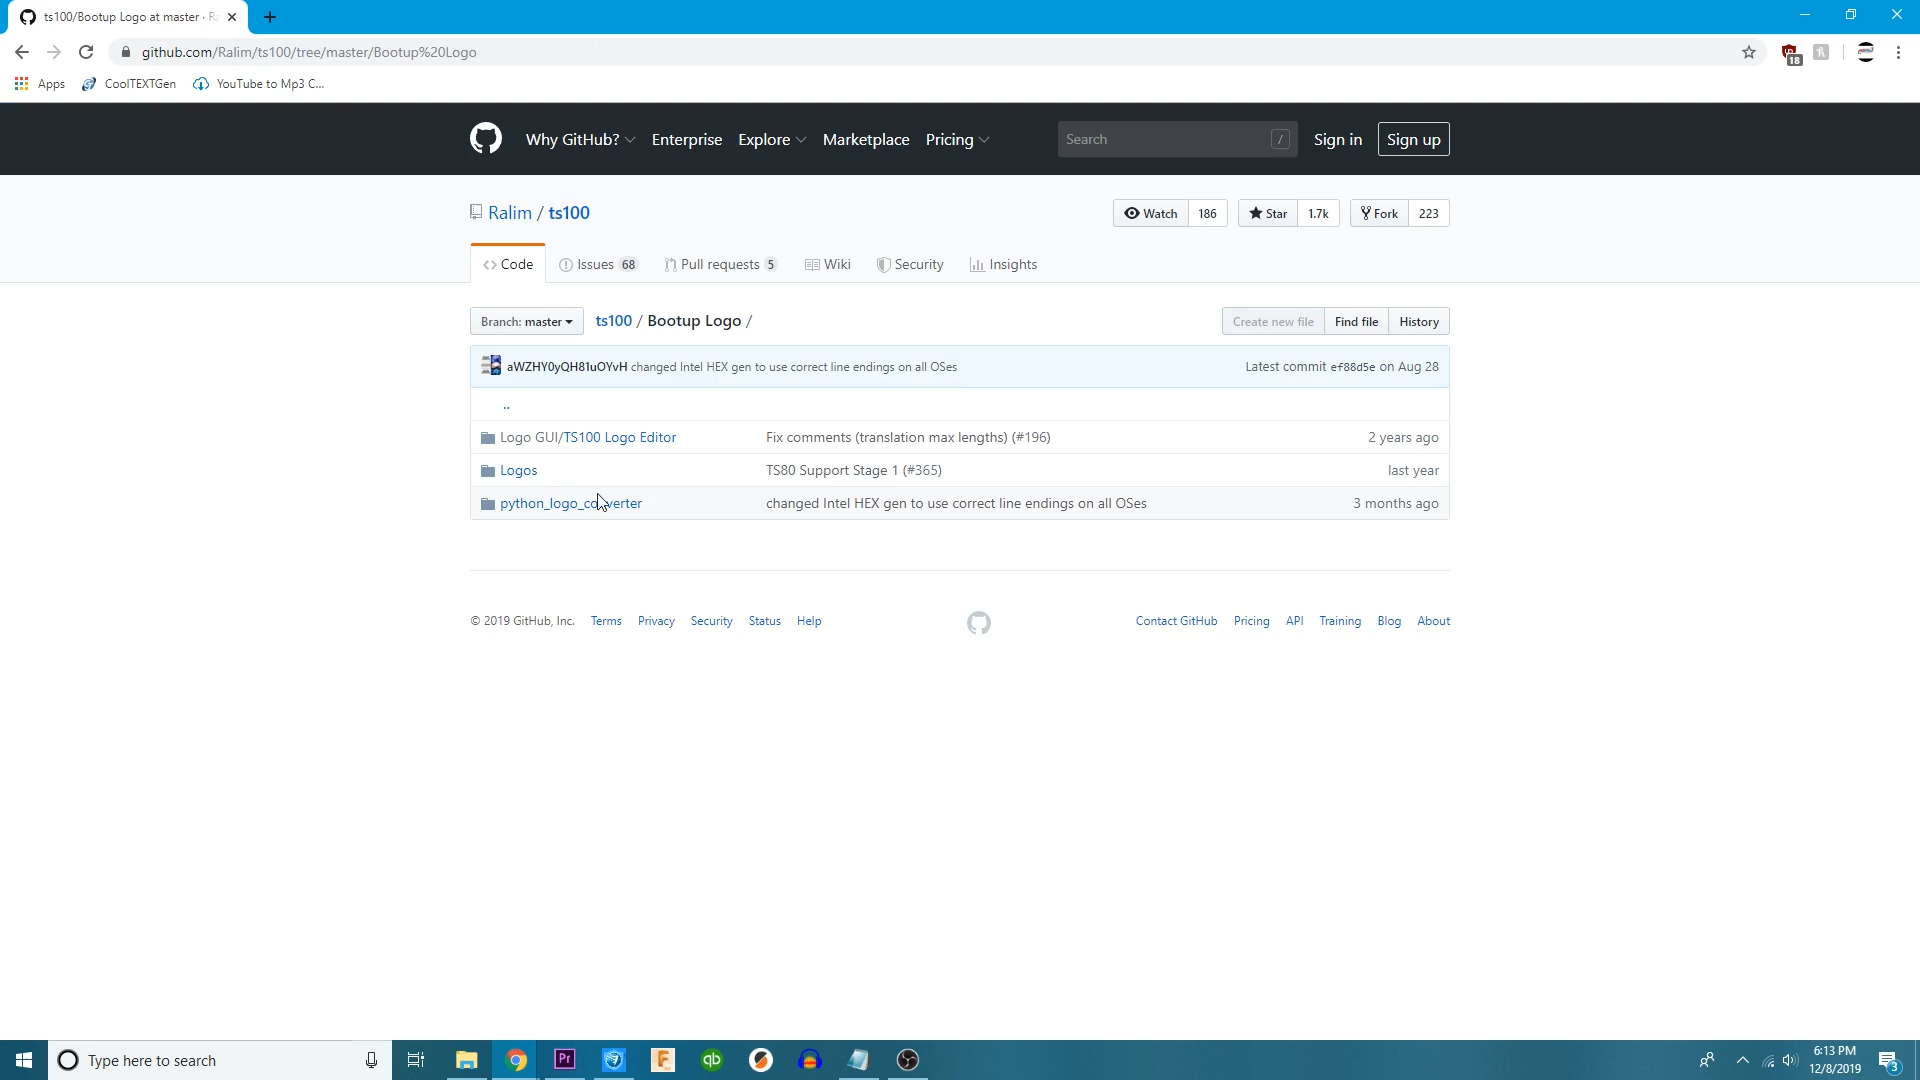 ts100/Bootup Logo at master · Ra
github.com/Ralim/ts100/tree/master/Bootup%20Logo
18
Apps CoolTEXTGen YouTube to Mp3 C...
Why GitHub? Enterprise Explore Marketplace Pricing Search / Sign in Sign up
Ralim / ts100 Watch 186 Star 1.7k Fork 223
Code Issues 68 Pull requests 5 Wiki Security Insights
Branch: master ts100 / Bootup Logo / Create new file Find file History
aWZHY0yQH81uOYvH changed Intel HEX gen to use correct line endings on all OSes Latest commit ef88d5e on Aug 28
..
Logo GUI/TS100 Logo Editor Fix comments (translation max lengths) (#196) 2 years ago
Logos TS80 Support Stage 1 (#365) last year
python_logo_converter changed Intel HEX gen to use correct line endings on all OSes 3 months ago
© 2019 GitHub, Inc. Terms Privacy Security Status Help Contact GitHub Pricing API Training Blog About
Type here to search Pr F qb 6:13 PM
12/8/2019 3